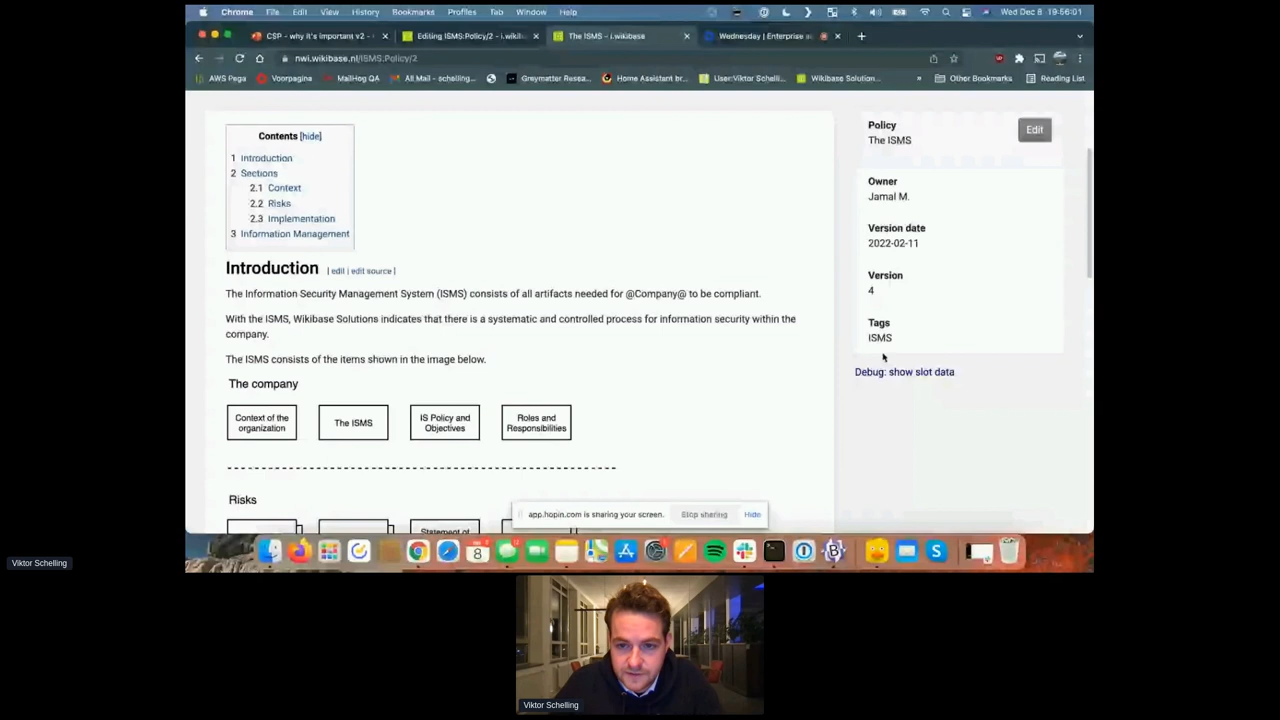 Chrome File Edit View History Bookmarks Profiles Tab Window Help
Wed Dec 8 19:56:01
CSP - why it's important v2 -
Editing ISMS:Policy/2 - i.wikib
The ISMS - i.wikibase
Wednesday | Enterprise
nwi.wikibase.nl/ISMS:Policy/2
AWS Pega
Voorpagina
MailHog QA
All Mail - schelling...
Greymatter Resea...
Home Assistant br...
User:Viktor Schelli...
Wikibase Solution...
»
Other Bookmarks
Reading List
Contents [hide]
1 Introduction
2 Sections
2.1 Context
2.2 Risks
2.3 Implementation
3 Information Management
Policy
The ISMS
Edit
Owner
Jamal M.
Version date
2022-02-11
Version
4
Tags
ISMS
Debug: show slot data
Introduction [ edit | edit source ]
The Information Security Management System (ISMS) consists of all artifacts needed for @Company@ to be compliant.
With the ISMS, Wikibase Solutions indicates that there is a systematic and controlled process for information security within the
company.
The ISMS consists of the items shown in the image below.
The company
Context of the
organization
The ISMS
IS Policy and
Objectives
Roles and
Responsibilities
Risks
Statement of
app.hopin.com is sharing your screen.
Stop sharing
Hide
8
Viktor Schelling
Viktor Schelling